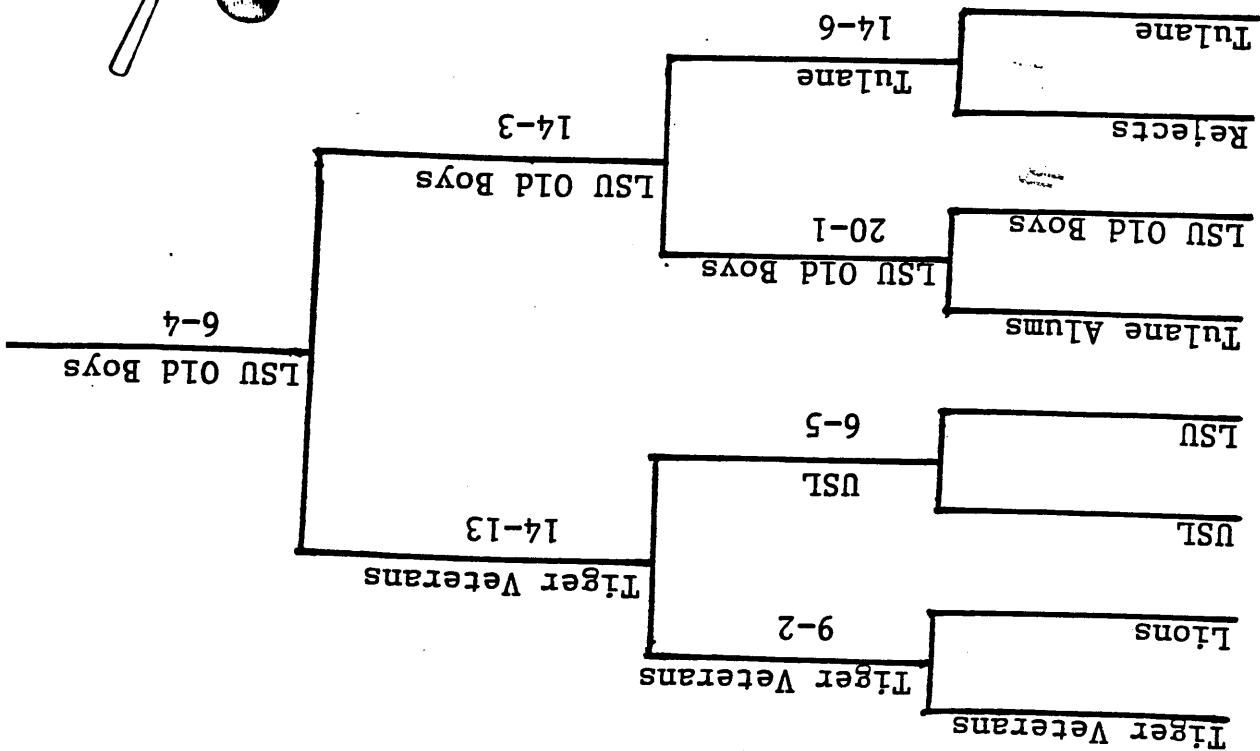 Tiger Veterans
Tiger Veterans
9-2
Lions
Tiger Veterans
14-13
USL
USL
6-5
LSU
LSU Old Boys
6-4
Tulane Alums
LSU Old Boys
20-1
LSU Old Boys
LSU Old Boys
14-3
Rejects
Tulane
14-6
Tulane